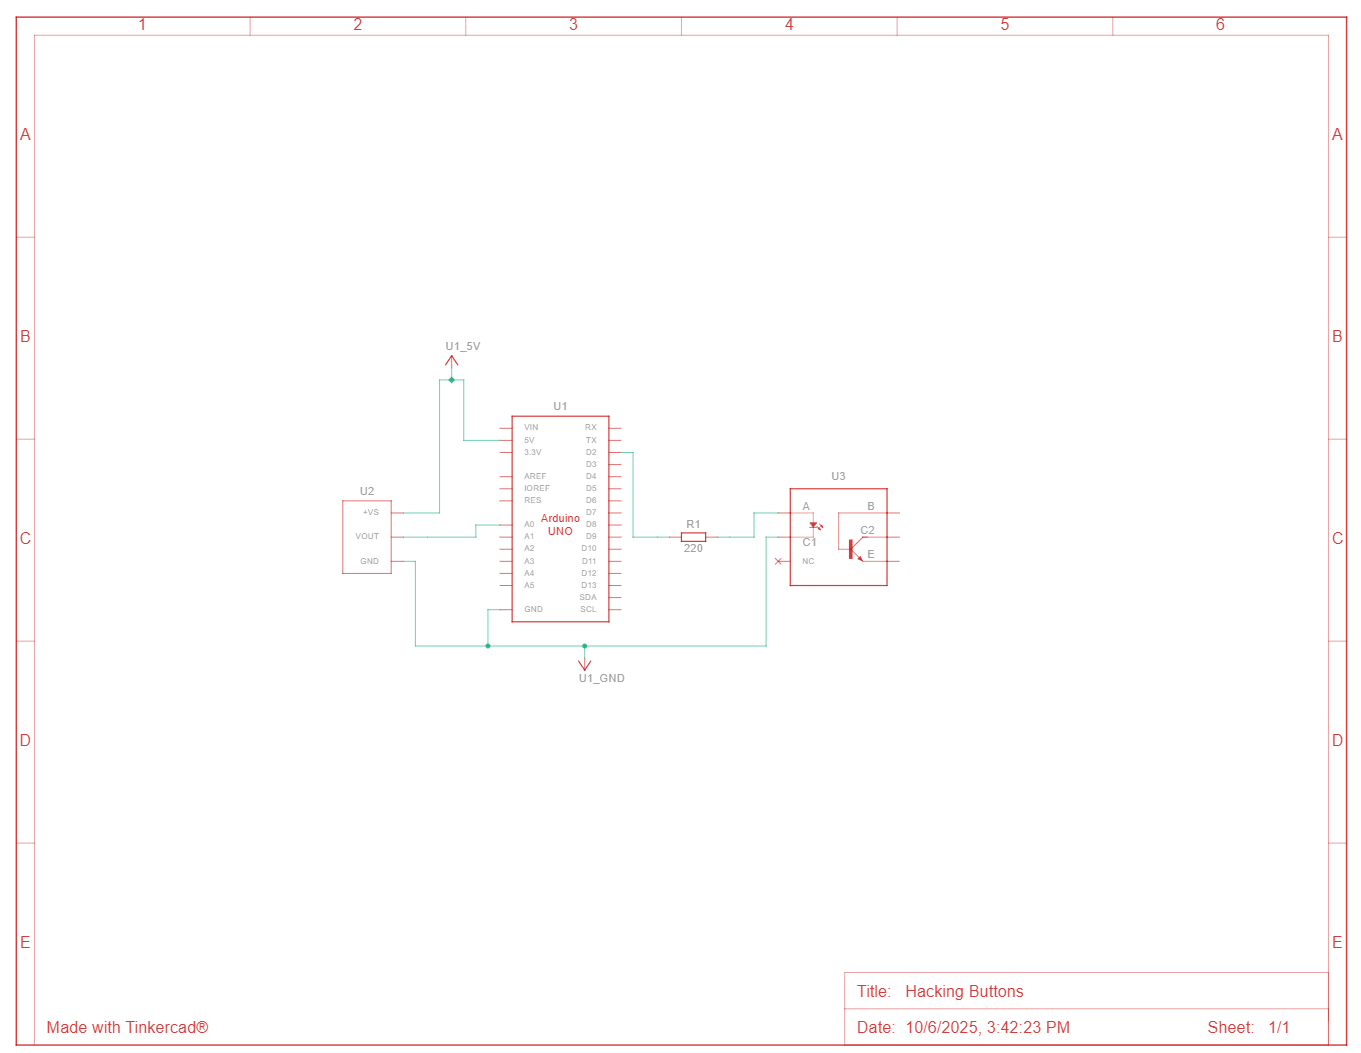 1 2 3 4 5 6
A A
B B
U1_5V
U1
VIN RX
5V TX
3.3V D2
D3
AREF D4
IOREF D5
RES D6
D7
A0 D8
A1 D9
A2 D10
A3 D11
A4 D12
A5 D13
SDA
GND SCL
Arduino
UNO
U2
+VS
VOUT
GND
R1
220
U3
A B
C1 C2
NC E
C C
U1_GND
D D
E E
Title: Hacking Buttons
Made with Tinkercad®
Date: 10/6/2025, 3:42:23 PM Sheet: 1/1